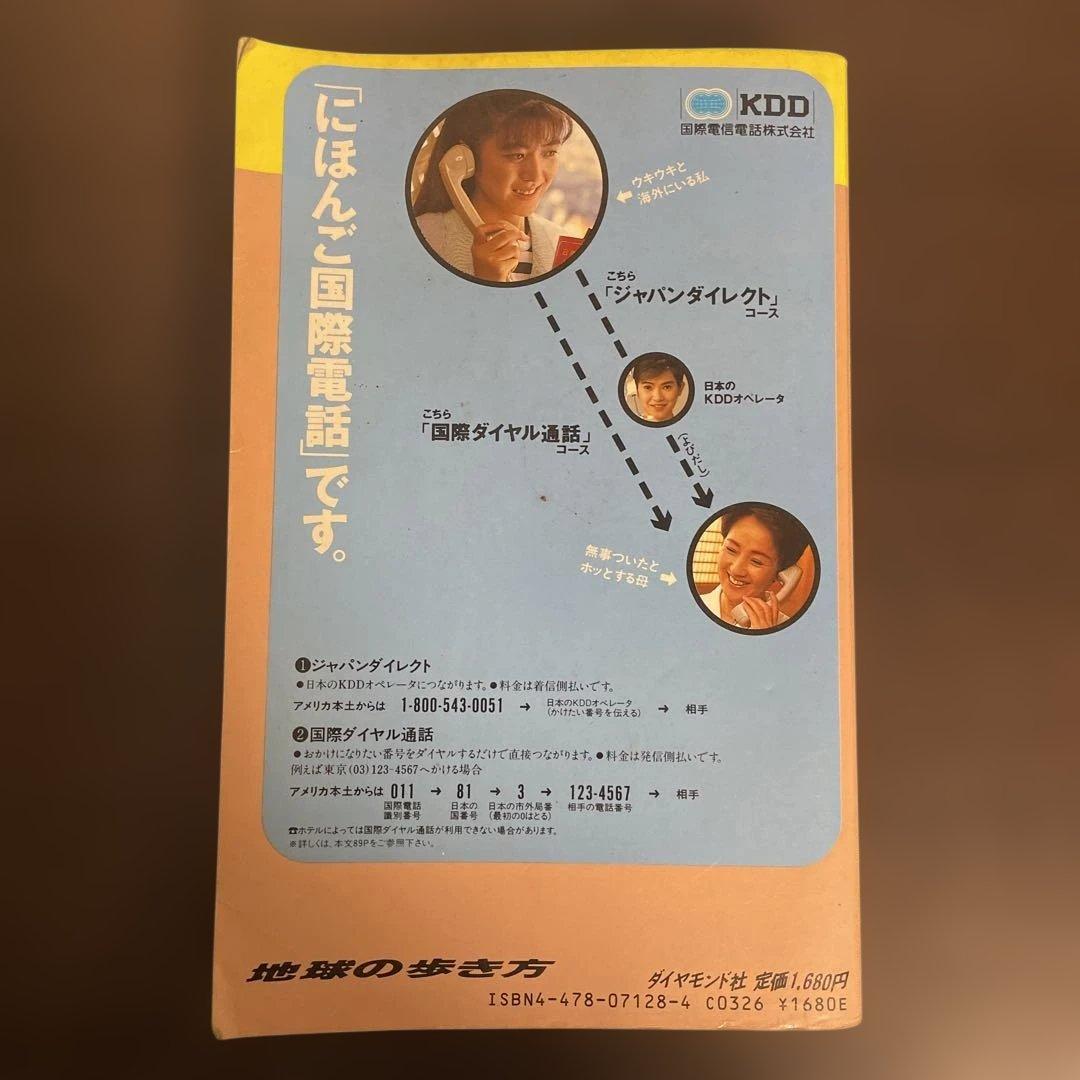 「にほんご国際電話」です。
KDD
国際電信電話株式会社
ウキウキと
海外にいる私
こちら
「ジャパンダイレクト」
コース
日本の
KDDオペレータ
こちら
「国際ダイヤル通話」
コース
(よびだし)
無事ついたと
ホッとする母
❶ジャパンダイレクト
●日本のKDDオペレータにつながります。●料金は着信側払いです。
アメリカ本土からは 1-800-543-0051 → 日本のKDDオペレータ → 相手
(かけたい番号を伝える)
❷国際ダイヤル通話
●おかけになりたい番号をダイヤルするだけで直接つながります。●料金は発信側払いです。
例えば東京(03)123-4567へかける場合
アメリカ本土からは 011 → 81 → 3 → 123-4567 → 相手
国際電話 日本の 日本の市外局番 相手の電話番号
識別番号 国番号 (最初の0はとる)
☎ホテルによっては国際ダイヤル通話が利用できない場合があります。
※詳しくは、本文89Pをご参照下さい。
地球の歩き方
ダイヤモンド社 定価1,680円
ISBN4-478-07128-4 C0326 ¥1680E